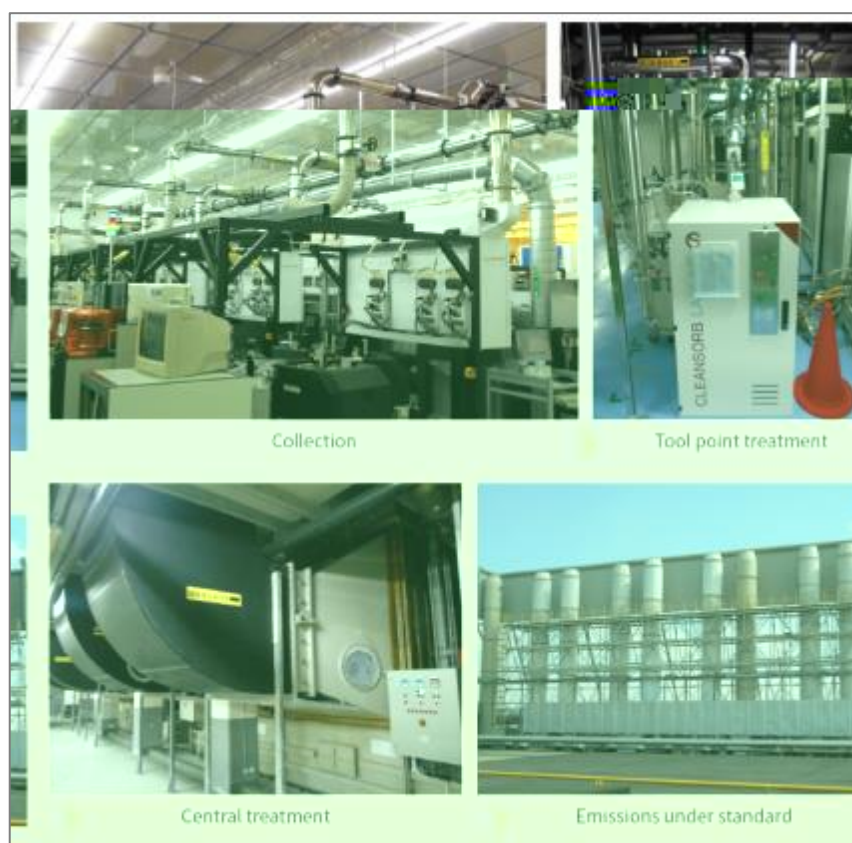 CLEANSORB
Collection
Tool point treatment
Central treatment
Emissions under standard